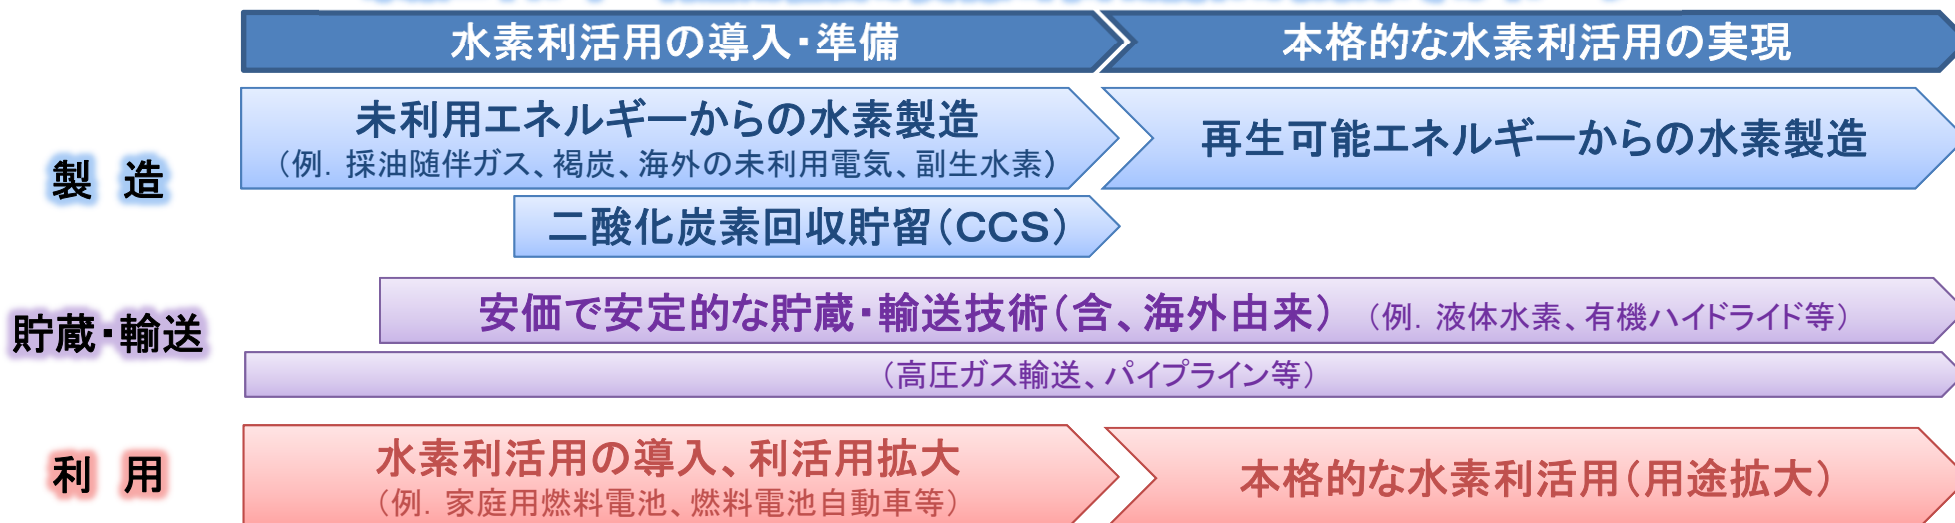 水素利活用の導入・準備
本格的な水素利活用の実現
製 造
未利用エネルギーからの水素製造
（例．採油随伴ガス、褐炭、海外の未利用電気、副生水素）
再生可能エネルギーからの水素製造
二酸化炭素回収貯留（ＣＣＳ）
貯蔵・輸送
安価で安定的な貯蔵・輸送技術（含、海外由来）（例．液体水素、有機ハイドライド等）
（高圧ガス輸送、パイプライン等）
利 用
水素利活用の導入、利活用拡大
（例．家庭用燃料電池、燃料電池自動車等）
本格的な水素利活用（用途拡大）